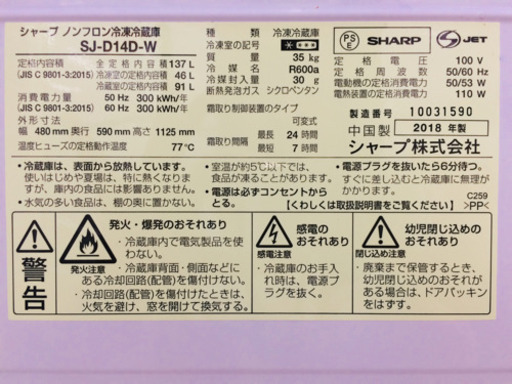 シャープ ノンフロン冷凍冷蔵庫
SJ-D14D-W
定格内容積 全定格内容積 137 L
(JIS C 9801-3:2015) 冷凍室の容積 46 L
冷蔵室の容積 91 L
消費電力量 50 Hz 300 kWh/年
(JIS C 9801-3:2015) 60 Hz 300 kWh/年
外形寸法
幅 480 mm 奥行 590 mm 高さ 1125 mm
温度ヒューズの定格動作温度 77℃
種類 冷凍冷蔵庫
冷凍室の記号
質量 35 kg
冷媒 R600a
冷媒封入量 30 g
断熱発泡ガス シクロペンタン
霜取り制御装置のタイプ
可変式
霜取り間隔 最大 24 時間
最短 7 時間
PS
E
SHARP
S JET
定格電圧 100 V
定格周波数 50/60 Hz
電動機の定格消費電力 50/53 W
電熱装置の定格消費電力 110 W
製造番号 10031590
中国製 2018 年製
シャープ株式会社
・冷蔵庫は、表面から放熱しています。
使いはじめや夏場は、特に熱くなりますが、庫内の食品には影響ありません。
・水気の多い食品は、棚の奥に置かない。
・室温が約5℃以下では、食品が凍ることがあります。
・電源は必ずコンセントからとる。
・電源プラグを抜いたら6分待つ。
すぐに差し込むと冷蔵庫に無理がかかります。
【くわしくは取扱説明書をご覧ください】
C259
>PP<
警告
発火・爆発のおそれあり
発火注意
・冷蔵庫内で電気製品を使わない。
・冷蔵庫背面・側面などにある冷却回路(配管)を傷付けない。
・冷却回路(配管)を傷付けたときは、火気を避け、窓を開けて換気する。
感電のおそれあり
感電注意
・冷蔵庫のお手入れ時は、電源プラグを抜く。
幼児閉じ込めのおそれあり
閉じ込め注意
・廃棄まで保管するときに、幼児閉じ込めのおそれがある場合は、ドアパッキンをはずす。